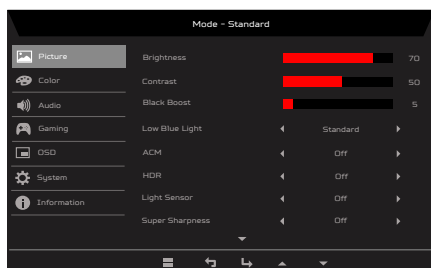 Mode - Standard
Picture
Brightness 70
Color
Contrast 50
Audio
Black Boost 5
Gaming
Low Blue Light Standard
OSD
ACM Off
System
HDR Off
Information
Light Sensor Off
Super Sharpness Off